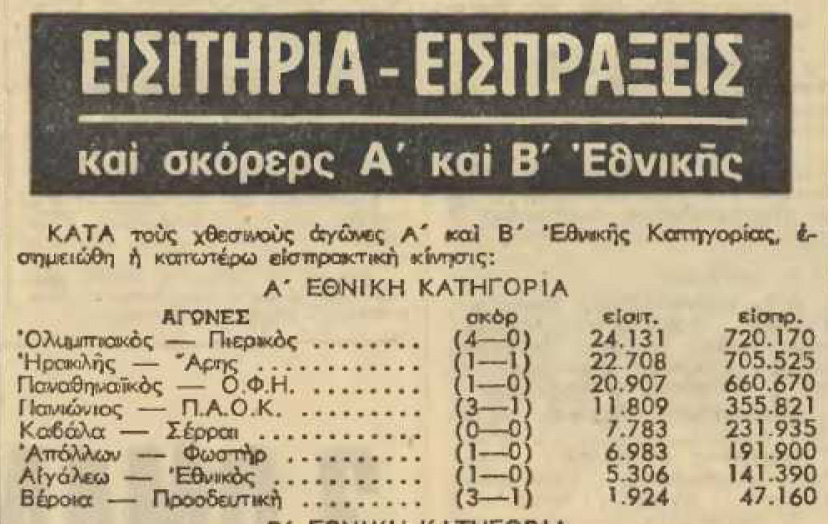 ΕΙΣΙΤΗΡΙΑ - ΕΙΣΠΡΑΞΕΙΣ
καὶ σκόρερς Α´ καὶ Β´ Ἐθνικῆς
ΚΑΤΑ τοὺς χθεσινοὺς ἀγῶνες Α´ καὶ Β´ Ἐθνικῆς Κατηγορίας, ἐ-
σημειώθη ἡ κατωτέρω εἰσπρακτικὴ κίνησις:
Α´ ΕΘΝΙΚΗ ΚΑΤΗΓΟΡΙΑ
ΑΓΩΝΕΣ σκὸρ εἰσιτ. εἰσπρ.
Ὀλυμπιακὸς — Πιερικὸς ........ (4—0) 24.131 720.170
Ἡρακλῆς — Ἄρης ............ (1—1) 22.708 705.525
Παναθηναϊκὸς — Ο.Φ.Η. ......... (1—0) 20.907 660.670
Πανιώνιος — Π.Α.Ο.Κ. .......... (3—1) 11.809 355.821
Καβάλα — Σέρραι ............ (0—0) 7.783 231.935
Ἀπόλλων — Φωστὴρ .......... (1—0) 6.983 191.900
Αἰγάλεω — Ἐθνικὸς ........... (1—0) 5.306 141.390
Βέροια — Προοδευτικὴ .......... (3—1) 1.924 47.160
Β´ ΕΘΝΙΚΗ ΚΑΤΗΓΟΡΙΑ